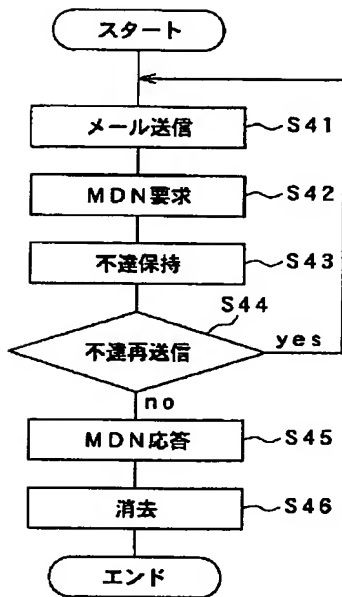 スタート
メール送信 S41
MDN要求 S42
不達保持 S43
S44
不達再送信 yes
no
MDN応答 S45
消去 S46
エンド